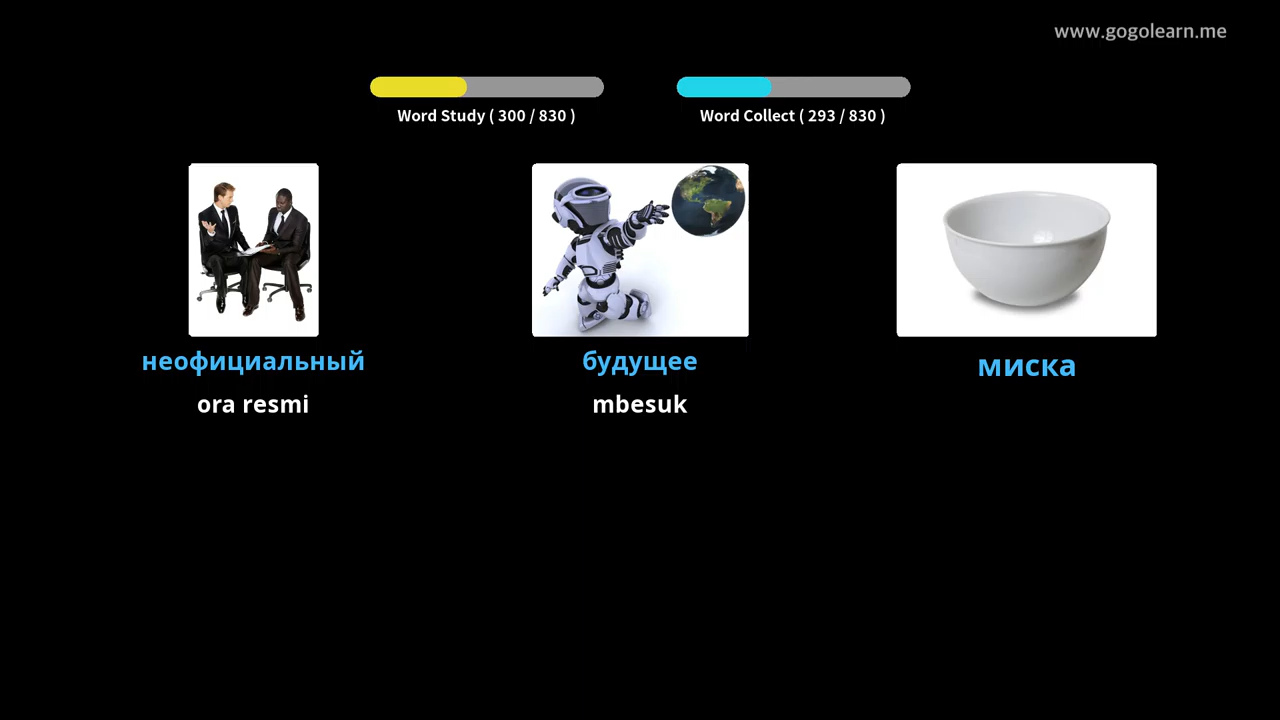 www.gogolearn.me
Word Study ( 300 / 830 )
Word Collect ( 293 / 830 )
неофициальный
ora resmi
будущее
mbesuk
миска